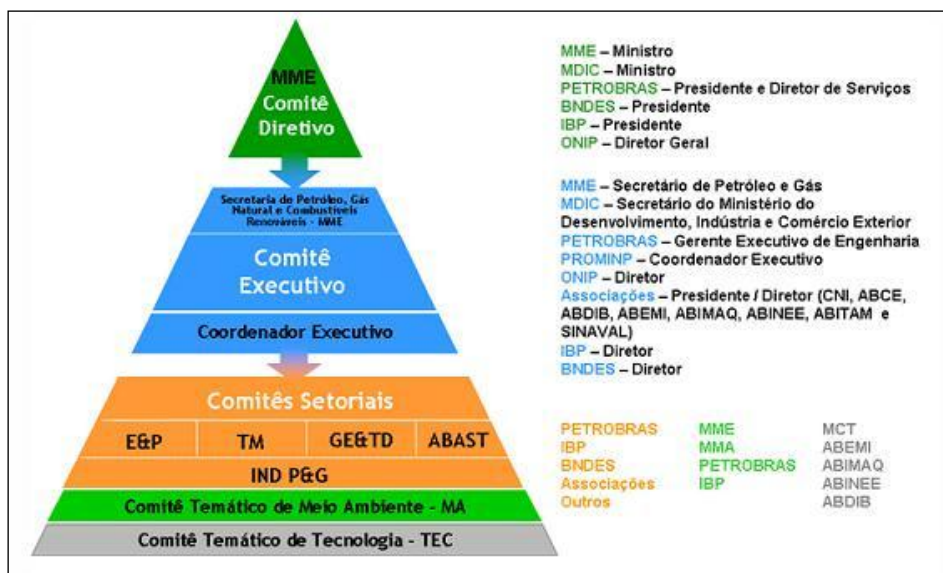 MME
Comitê
Diretivo
Secretaria de Petróleo, Gás
Natural e Combustíveis
Renováveis - MME
Comitê
Executivo
Coordenador Executivo
Comitês Setoriais
E&P TM GE&TD ABAST
IND P&G
Comitê Temático de Meio Ambiente - MA
Comitê Temático de Tecnologia - TEC
MME – Ministro
MDIC – Ministro
PETROBRAS – Presidente e Diretor de Serviços
BNDES – Presidente
IBP – Presidente
ONIP – Diretor Geral
MME – Secretário de Petróleo e Gás
MDIC – Secretário do Ministério do
Desenvolvimento, Indústria e Comércio Exterior
PETROBRAS – Gerente Executivo de Engenharia
PROMINP – Coordenador Executivo
ONIP – Diretor
Associações – Presidente / Diretor (CNI, ABCE,
ABDIB, ABEMI, ABIMAQ, ABINEE, ABITAM e
SINAVAL)
IBP – Diretor
BNDES – Diretor
PETROBRAS
IBP
BNDES
Associações
Outros
MME
MMA
PETROBRAS
IBP
MCT
ABEMI
ABIMAQ
ABINEE
ABDIB